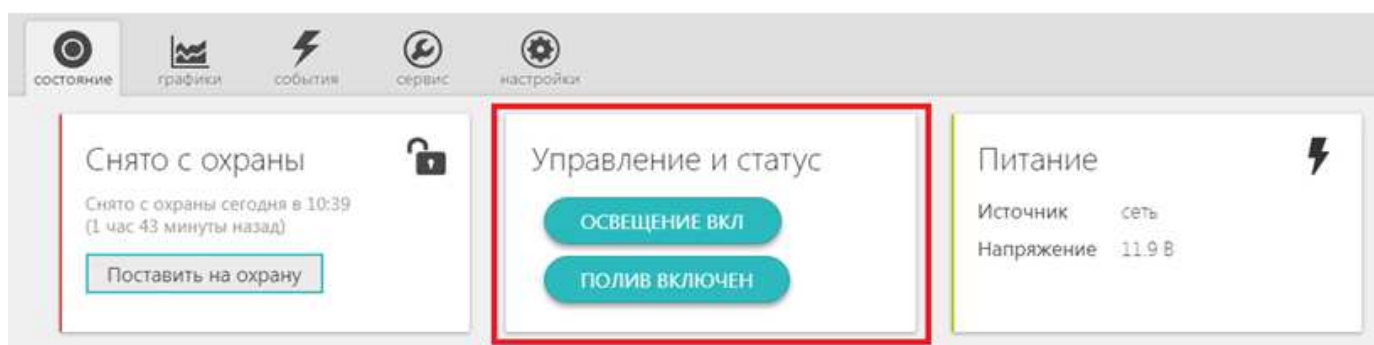 состояние графики события сервис настройки
Снято с охраны
Снято с охраны сегодня в 10:39
(1 час 43 минуты назад)
Поставить на охрану
Управление и статус
ОСВЕЩЕНИЕ ВКЛ
ПОЛИВ ВКЛЮЧЕН
Питание
Источник сеть
Напряжение 11.9 В